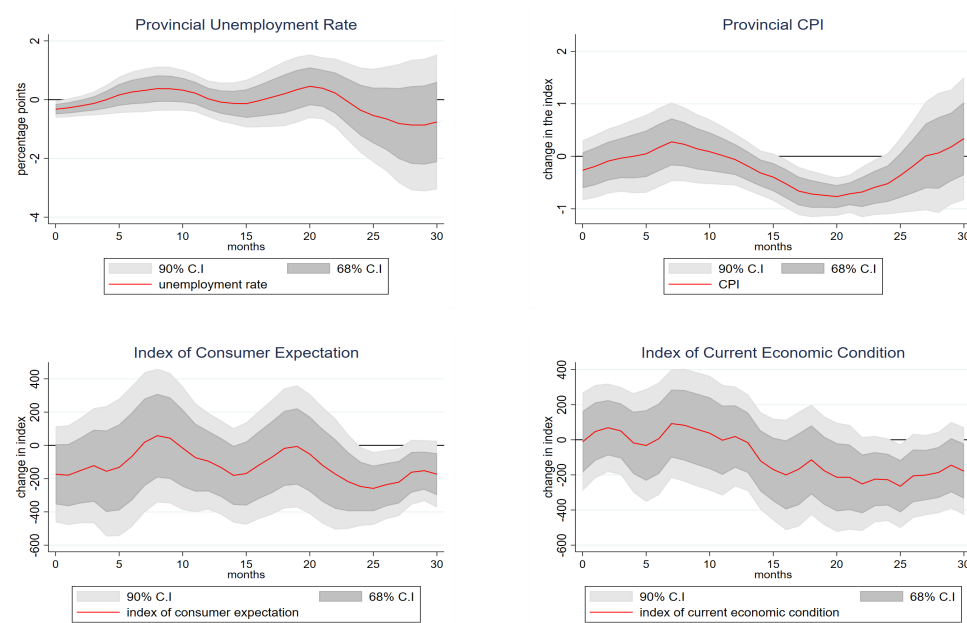 Provincial Unemployment Rate
percentage points
2
0
-2
-4
0 5 10 15 20 25 30
months
90% C.I 68% C.I
unemployment rate
Provincial CPI
change in the index
2
1
0
-1
0 5 10 15 20 25 30
months
90% C.I 68% C.I
CPI
Index of Consumer Expectation
change in index
400
200
0
-200
-400
-600
0 5 10 15 20 25 30
months
90% C.I 68% C.I
index of consumer expectation
Index of Current Economic Condition
change in index
400
200
0
-200
-400
-600
0 5 10 15 20 25 30
months
90% C.I 68% C.I
index of current economic condition